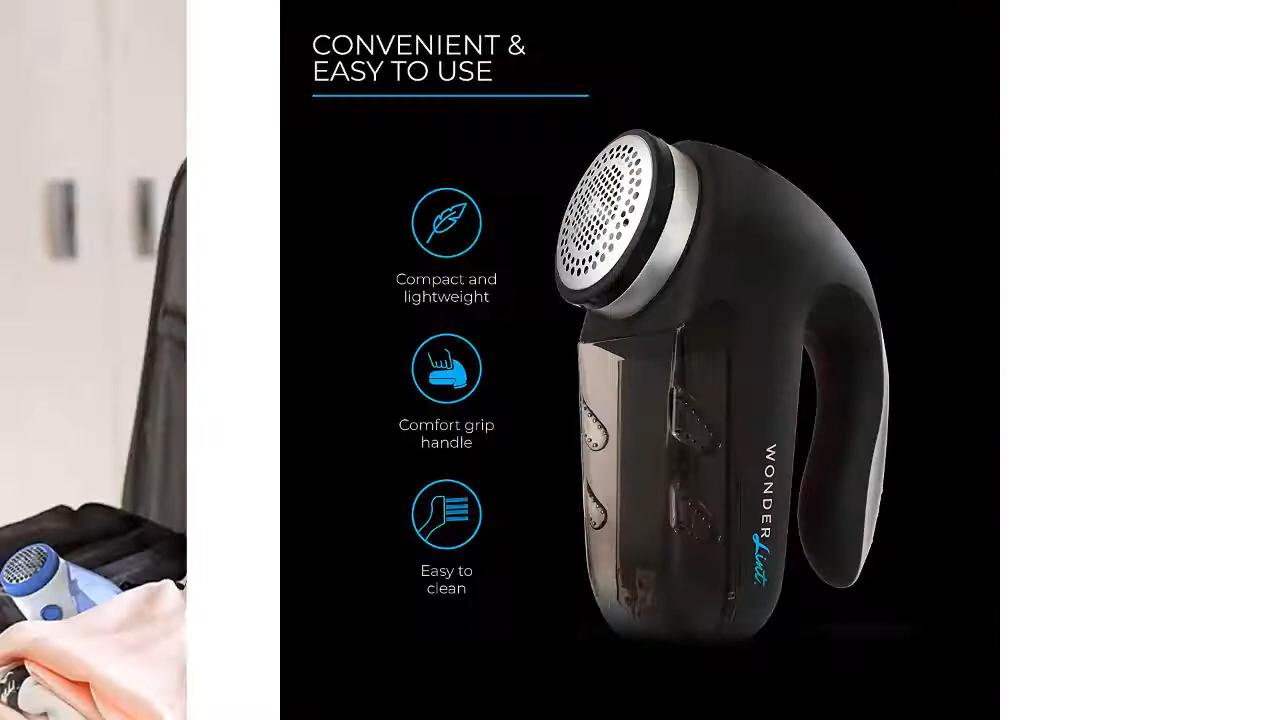 CONVENIENT &
EASY TO USE
Compact and
lightweight
Comfort grip
handle
Easy to
clean
WONDER
Lint.